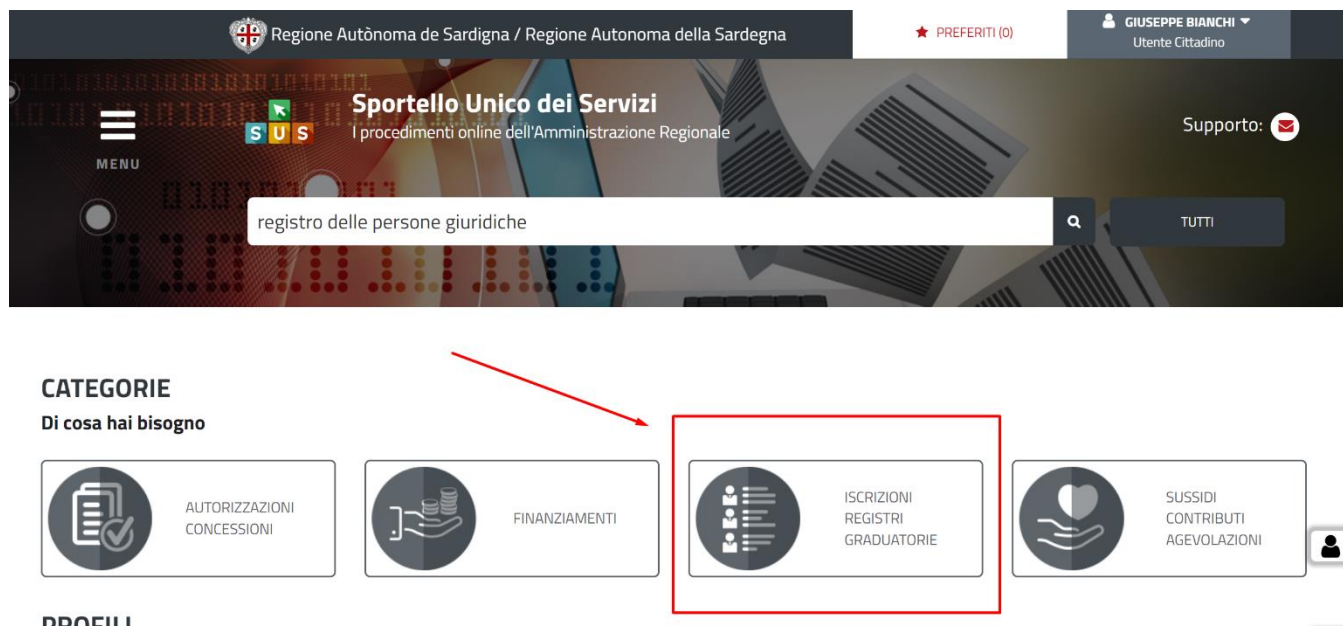 Regione Autònoma de Sardigna / Regione Autonoma della Sardegna
PREFERITI (0)
GIUSEPPE BIANCHI
Utente Cittadino
MENU
SUS
Sportello Unico dei Servizi
I procedimenti online dell'Amministrazione Regionale
Supporto:
registro delle persone giuridiche
TUTTI
CATEGORIE
Di cosa hai bisogno
AUTORIZZAZIONI
CONCESSIONI
FINANZIAMENTI
ISCRIZIONI
REGISTRI
GRADUATORIE
SUSSIDI
CONTRIBUTI
AGEVOLAZIONI
PROFILI